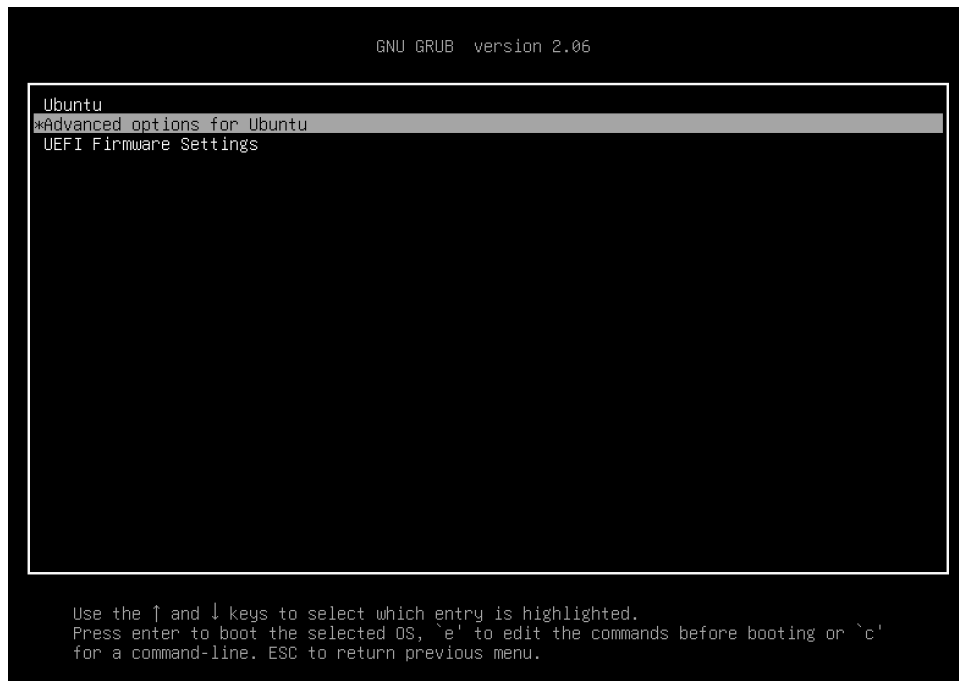 GNU GRUB  version 2.06
Ubuntu
*Advanced options for Ubuntu
UEFI Firmware Settings
Use the ↑ and ↓ keys to select which entry is highlighted.
Press enter to boot the selected OS, `e' to edit the commands before booting or `c'
for a command-line. ESC to return previous menu.